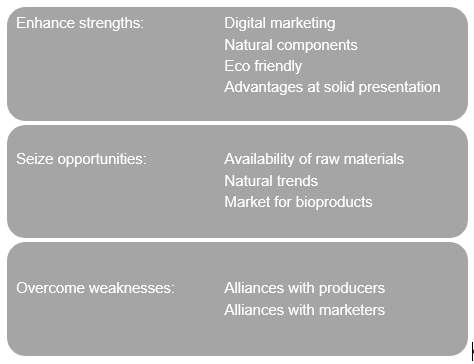 Enhance strengths: Digital marketing
Natural components
Eco friendly
Advantages at solid presentation
Seize opportunities: Availability of raw materials
Natural trends
Market for bioproducts
Overcome weaknesses: Alliances with producers
Alliances with marketers